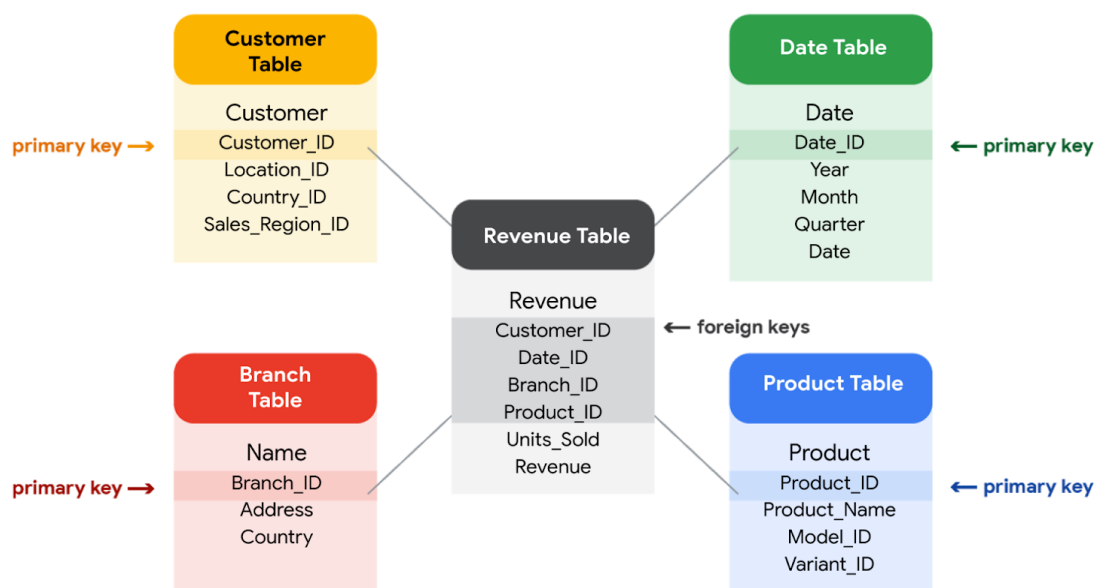 Customer
Table
Customer
primary key →
Customer_ID
Location_ID
Country_ID
Sales_Region_ID
Date Table
Date
Date_ID
← primary key
Year
Month
Quarter
Date
Revenue Table
Revenue
← foreign keys
Customer_ID
Date_ID
Branch_ID
Product_ID
Units_Sold
Revenue
Branch
Table
Name
primary key →
Branch_ID
Address
Country
Product Table
Product
Product_ID
← primary key
Product_Name
Model_ID
Variant_ID